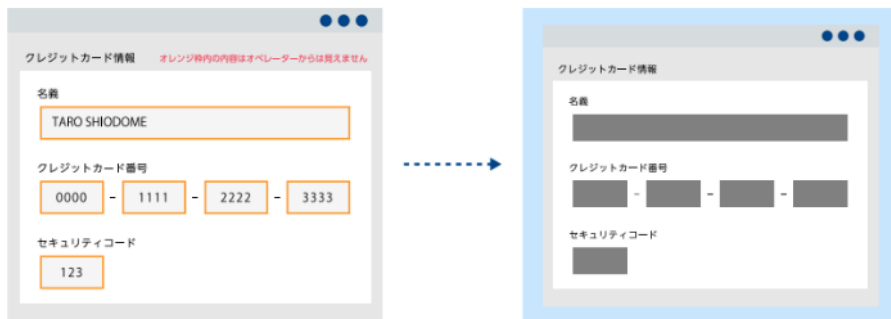 クレジットカード情報 オレンジ枠内の内容はオペレーターからは見えません
名義
TARO SHIODOME
クレジットカード番号
0000 - 1111 - 2222 - 3333
セキュリティコード
123
クレジットカード情報
名義
クレジットカード番号
- - -
セキュリティコード